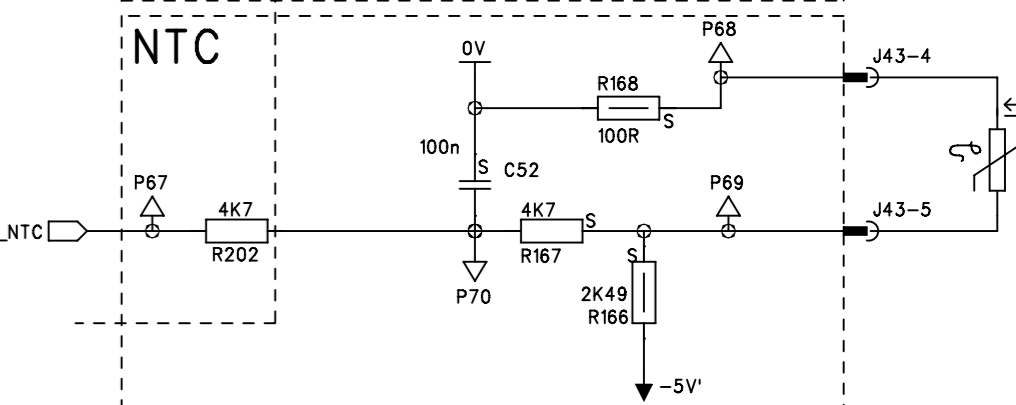 NTC
0V
P68
J43-4
R168
S
100R
100n
S C52
P67
P69
_NTC
4K7
4K7
S
J43-5
R202
R167
S
P70
2K49
R166
-5V'